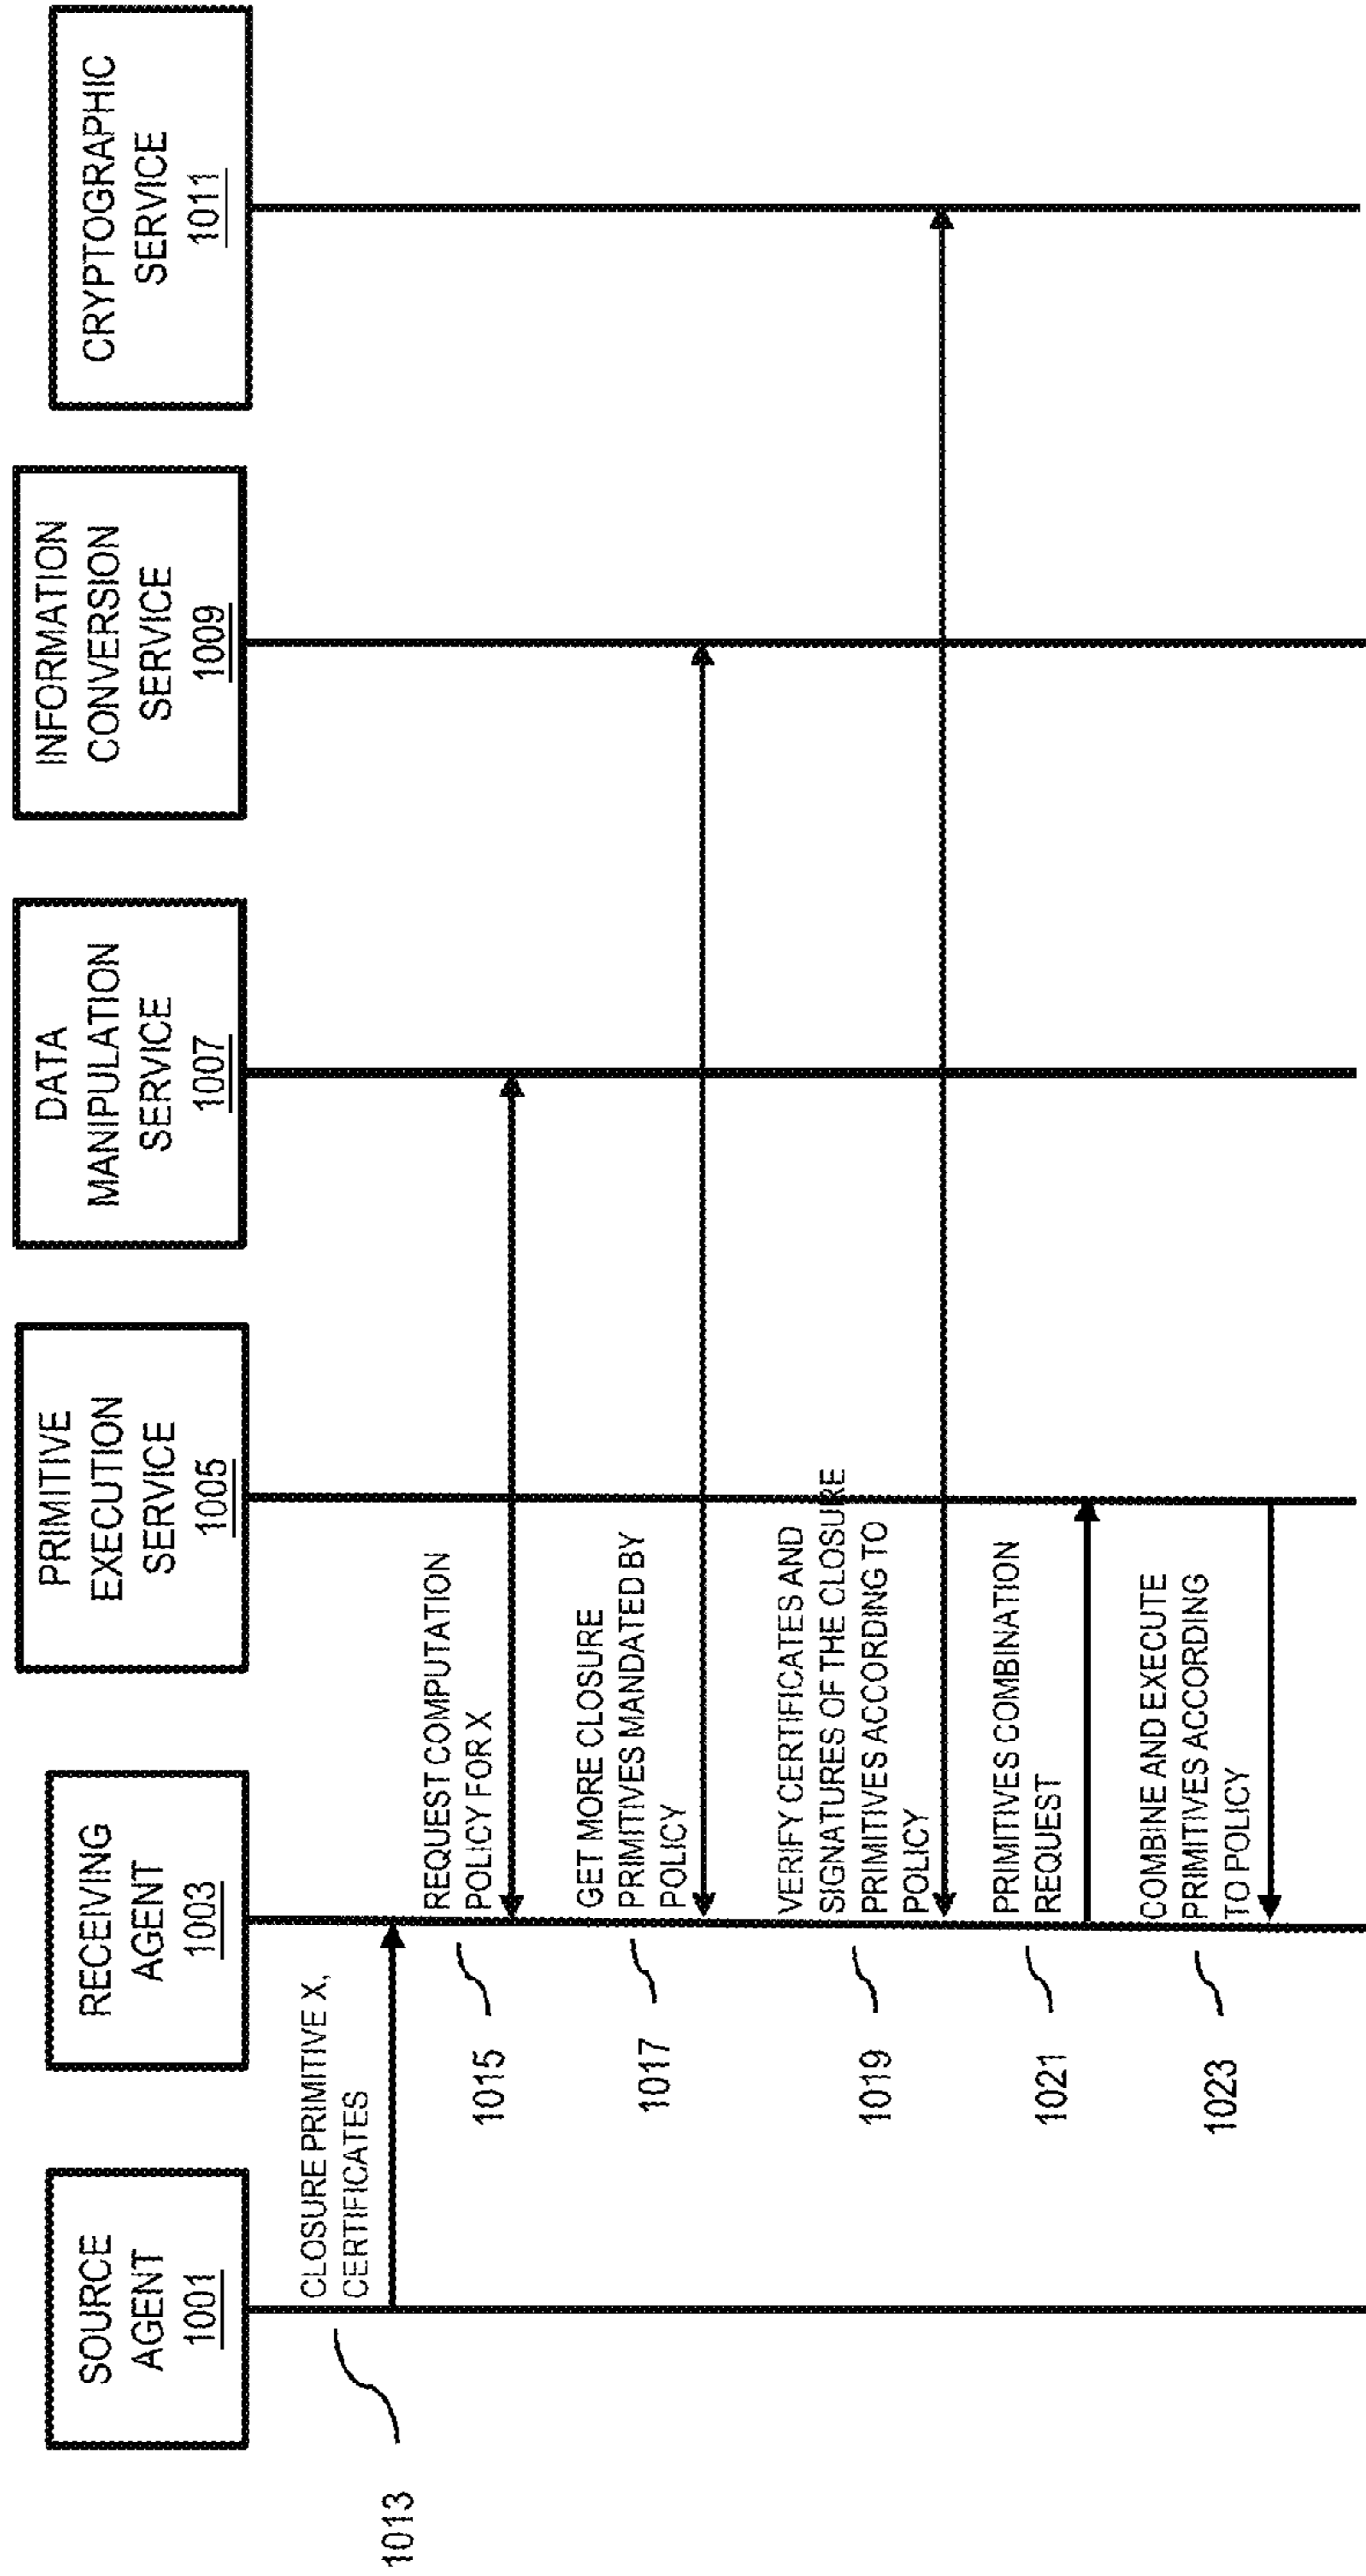 SOURCE
AGENT
1001
RECEIVING
AGENT
1003
PRIMITIVE
EXECUTION
SERVICE
1005
DATA
MANIPULATION
SERVICE
1007
INFORMATION
CONVERSION
SERVICE
1009
CRYPTOGRAPHIC
SERVICE
1011
1013
CLOSURE PRIMITIVE X,
CERTIFICATES
1015
REQUEST COMPUTATION
POLICY FOR X
1017
GET MORE CLOSURE
PRIMITIVES MANDATED BY
POLICY
1019
VERIFY CERTIFICATES AND
SIGNATURES OF THE CLOSURE
PRIMITIVES ACCORDING TO
POLICY
1021
PRIMITIVES COMBINATION
REQUEST
1023
COMBINE AND EXECUTE
PRIMITIVES ACCORDING
TO POLICY